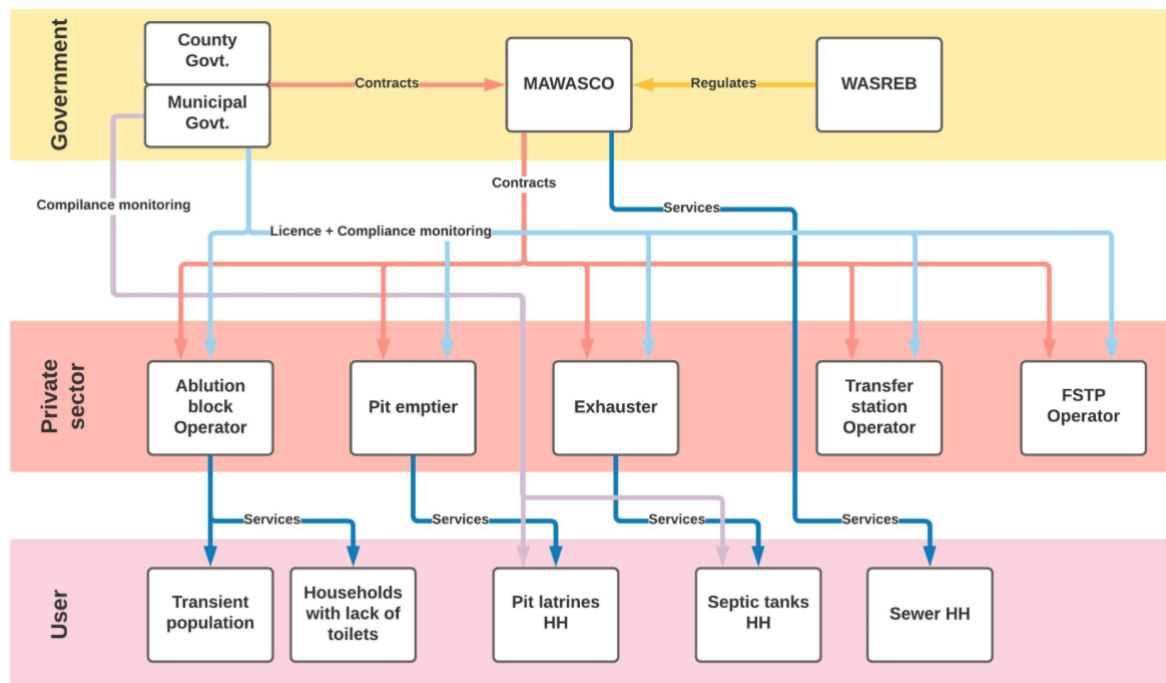 Government
County
Govt.
Municipal
Govt.
Contracts
MAWASCO
Regulates
WASREB
Contracts
Compilance monitoring
Services
Licence + Compliance monitoring
Private
sector
Ablution
block
Operator
Pit emptier
Exhauster
Transfer
station
Operator
FSTP
Operator
Services
Services
Services
Services
User
Transient
population
Households
with lack of
toilets
Pit latrines
HH
Septic tanks
HH
Sewer HH